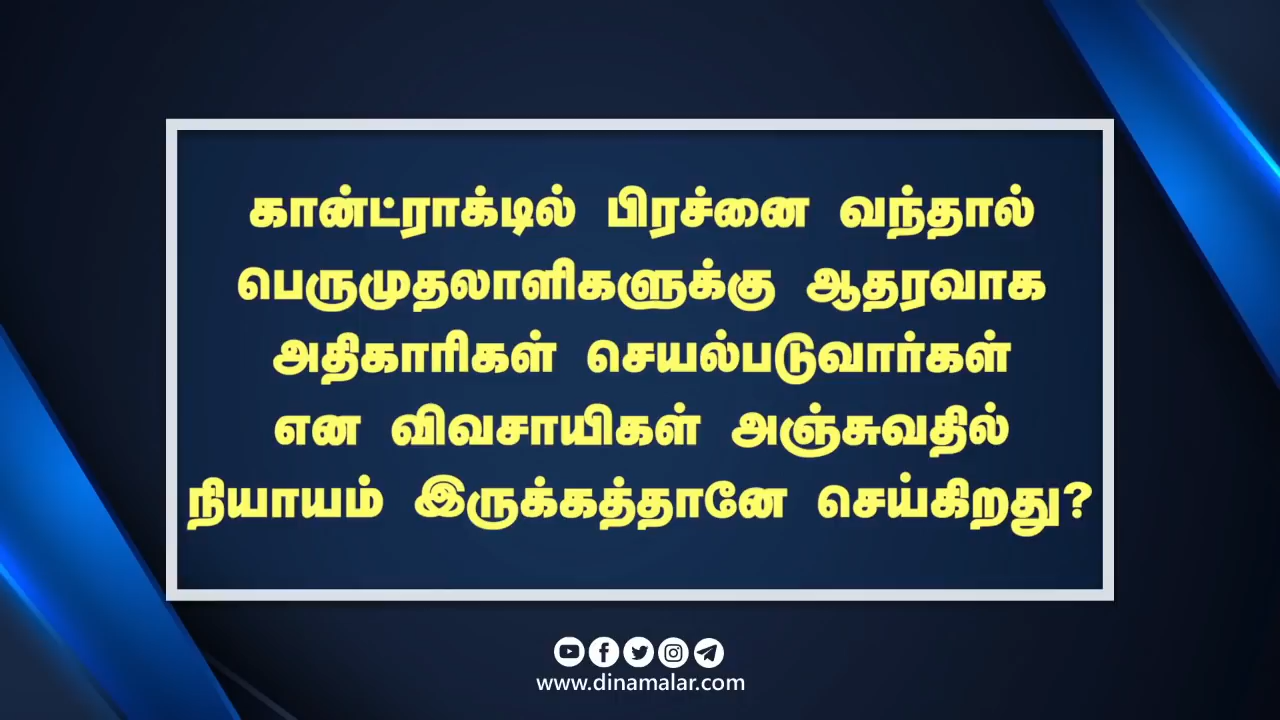 கான்ட்ராக்டில் பிரச்னை வந்தால்
பெருமுதலாளிகளுக்கு ஆதரவாக
அதிகாரிகள் செயல்படுவார்கள்
என விவசாயிகள் அஞ்சுவதில்
நியாயம் இருக்கத்தானே செய்கிறது?
www.dinamalar.com